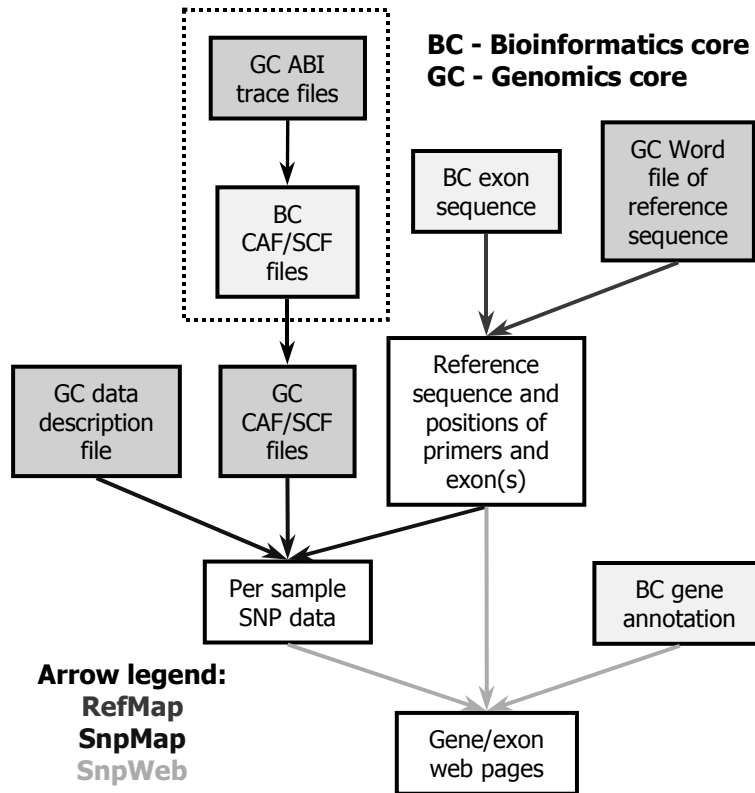 GC ABI
trace files
BC - Bioinformatics core
GC - Genomics core
BC
CAF/SCF
files
BC exon
sequence
GC Word
file of
reference
sequence
GC data
description
file
GC
CAF/SCF
files
Reference
sequence and
positions of
primers and
exon(s)
Per sample
SNP data
BC gene
annotation
Arrow legend:
RefMap
SnpMap
SnpWeb
Gene/exon
web pages